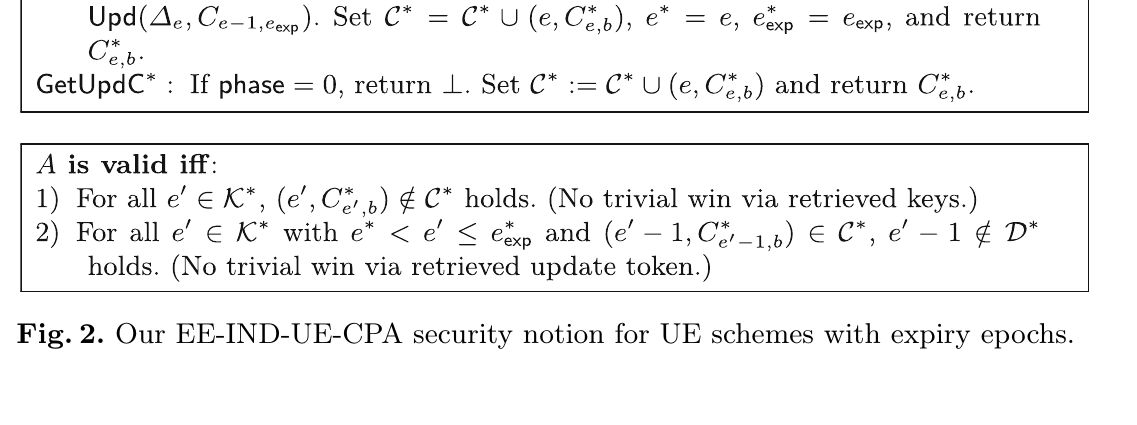 Upd(Δ_e, C_{e−1,e_exp}). Set 𝒞* = 𝒞* ∪ (e, C*_{e,b}), e* = e, e*_exp = e_exp, and return
C*_{e,b}.
GetUpdC* : If phase = 0, return ⊥. Set 𝒞* := 𝒞* ∪ (e, C*_{e,b}) and return C*_{e,b}.
A is valid iff:
1) For all e′ ∈ 𝒦*, (e′, C*_{e′,b}) ∉ 𝒞* holds. (No trivial win via retrieved keys.)
2) For all e′ ∈ 𝒦* with e* < e′ ≤ e*_exp and (e′ − 1, C*_{e′−1,b}) ∈ 𝒞*, e′ − 1 ∉ 𝒟*
holds. (No trivial win via retrieved update token.)
Fig. 2. Our EE-IND-UE-CPA security notion for UE schemes with expiry epochs.